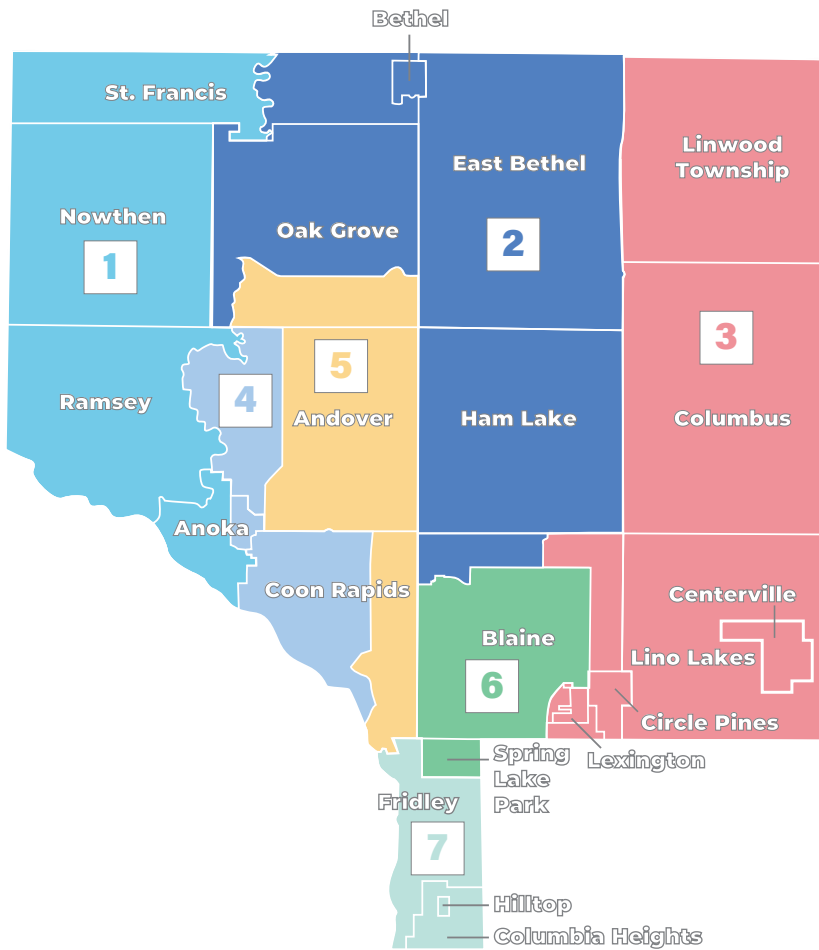 Bethel
St. Francis
Linwood
Township
East Bethel
Nowthen
Oak Grove
1
2
3
5
4
Ramsey
Andover
Ham Lake
Columbus
Anoka
Coon Rapids
Centerville
Blaine
Lino Lakes
6
Circle Pines
Spring
Lake
Park
Lexington
Fridley
7
Hilltop
Columbia Heights